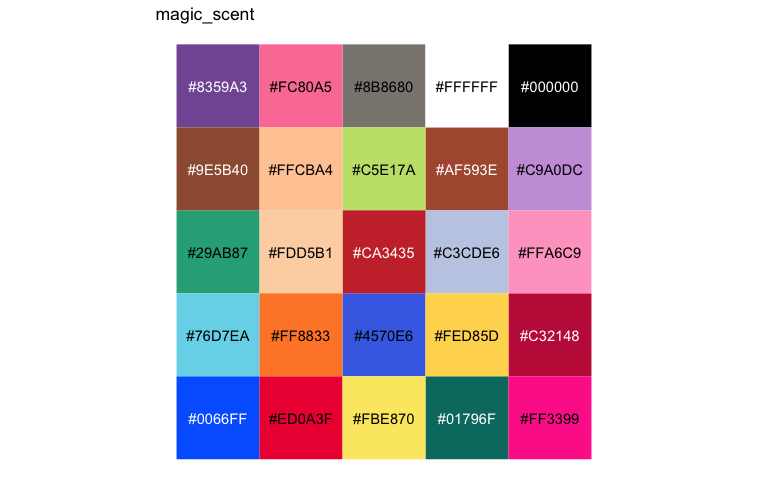 magic_scent
#8359A3 #FC80A5 #8B8680 #FFFFFF #000000
#9E5B40 #FFCBA4 #C5E17A #AF593E #C9A0DC
#29AB87 #FDD5B1 #CA3435 #C3CDE6 #FFA6C9
#76D7EA #FF8833 #4570E6 #FED85D #C32148
#0066FF #ED0A3F #FBE870 #01796F #FF3399